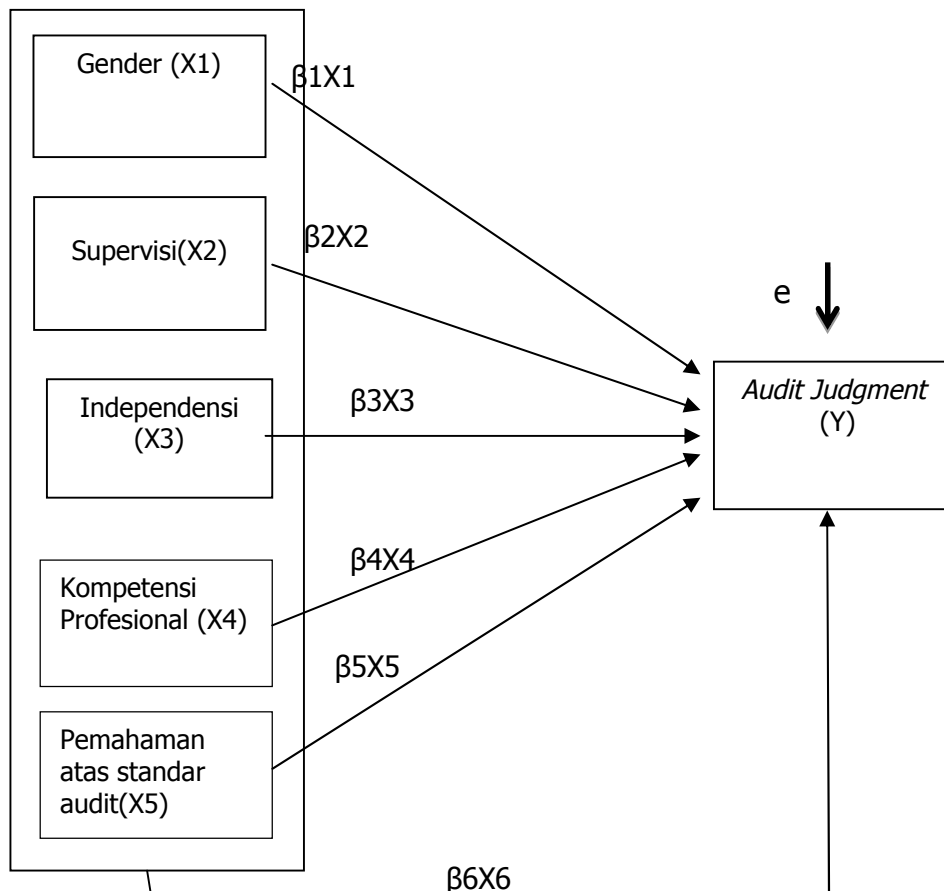 Gender (X1)
β1X1
Supervisi(X2)
β2X2
e
Independensi
(X3)
β3X3
Audit Judgment
(Y)
Kompetensi
Profesional (X4)
β4X4
Pemahaman
atas standar
audit(X5)
β5X5
β6X6